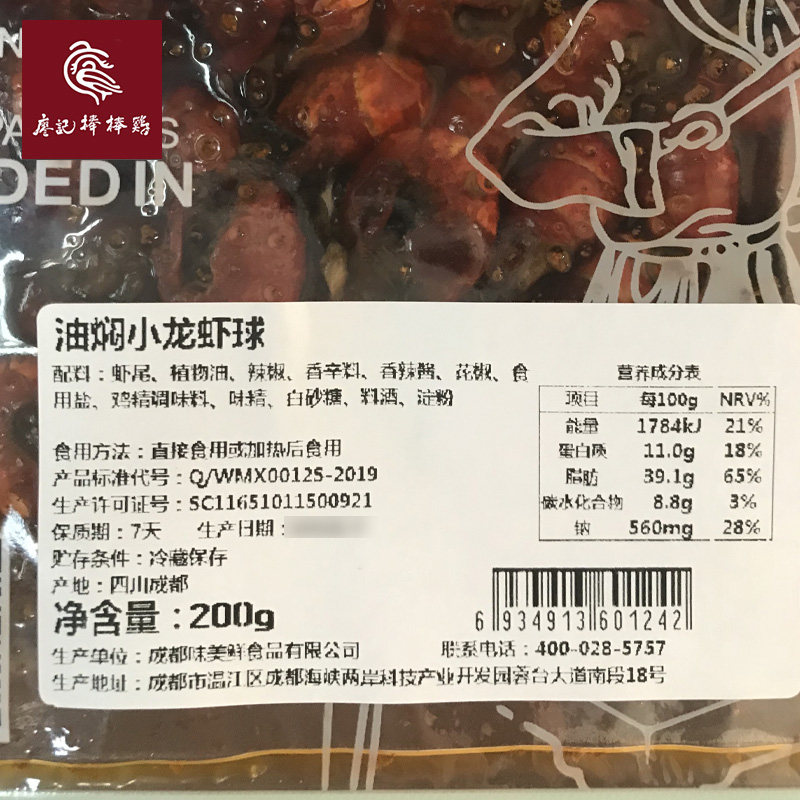 廖記棒棒鷄
DED IN
油焖小龙虾球
配料：虾尾、植物油、辣椒、香辛料、香辣酱、花椒、食
用盐、鸡精调味料、味精、白砂糖、料酒、淀粉
食用方法：直接食用或加热后食用
产品标准代号：Q/WMX0012S-2019
生产许可证号：SC11651011500921
保质期：7天 生产日期：
贮存条件：冷藏保存
产地：四川成都
净含量：200g
生产单位：成都味美鲜食品有限公司
生产地址：成都市温江区成都海峡两岸科技产业开发园蓉台大道南段18号
营养成分表
项目 每100g NRV%
能量 1784kJ 21%
蛋白质 11.0g 18%
脂肪 39.1g 65%
碳水化合物 8.8g 3%
钠 560mg 28%
6 934913 601242
联系电话：400-028-5757